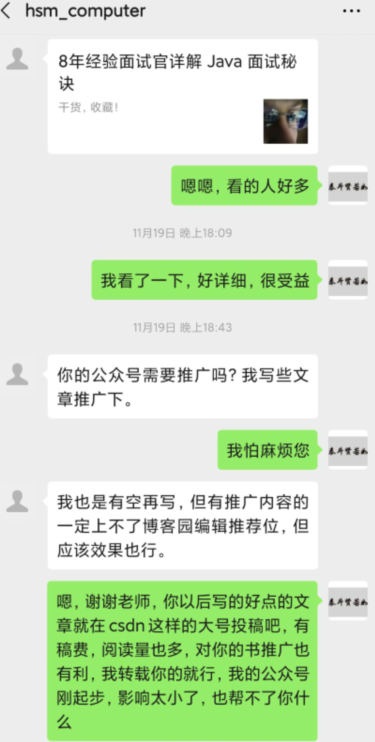 hsm_computer
8年经验面试官详解 Java 面试秘
诀
干货，收藏！
嗯嗯，看的人好多
11月19日 晚上18:09
我看了一下，好详细，很受益
11月19日 晚上18:43
你的公众号需要推广吗？我写些文
章推广下。
我怕麻烦您
我也是有空再写，但有推广内容的
一定上不了博客园编辑推荐位，但
应该效果也行。
嗯，谢谢老师，你以后写的好点的文
章就在csdn这样的大号投稿吧，有
稿费，阅读量也多，对你的书推广也
有利，我转载你的就行，我的公众号
刚起步，影响太小了，也帮不了你什
么